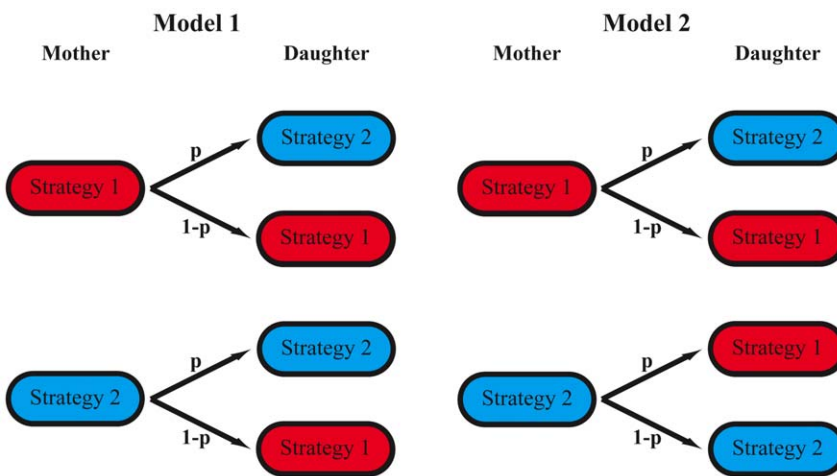 Model 1
Mother Daughter
Strategy 2
p
Strategy 1
1-p
Strategy 1
Strategy 2
p
Strategy 2
1-p
Strategy 1
Model 2
Mother Daughter
Strategy 2
p
Strategy 1
1-p
Strategy 1
Strategy 1
p
Strategy 2
1-p
Strategy 2